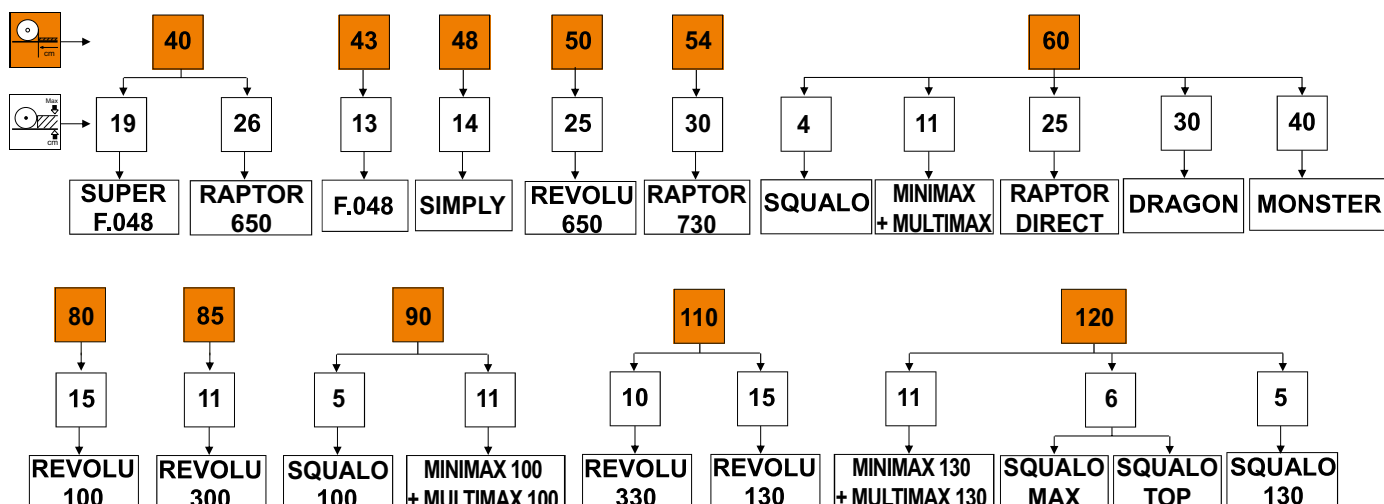 cm
40
43
48
50
54
60
Max
cm
19
26
13
14
25
30
4
11
25
30
40
SUPER
F.048
RAPTOR
650
F.048
SIMPLY
REVOLU
650
RAPTOR
730
SQUALO
MINIMAX
+ MULTIMAX
RAPTOR
DIRECT
DRAGON
MONSTER
80
85
90
110
120
15
11
5
11
10
15
11
6
5
REVOLU
100
REVOLU
300
SQUALO
100
MINIMAX 100
+ MULTIMAX 100
REVOLU
330
REVOLU
130
MINIMAX 130
+ MULTIMAX 130
SQUALO
MAX
SQUALO
TOP
SQUALO
130